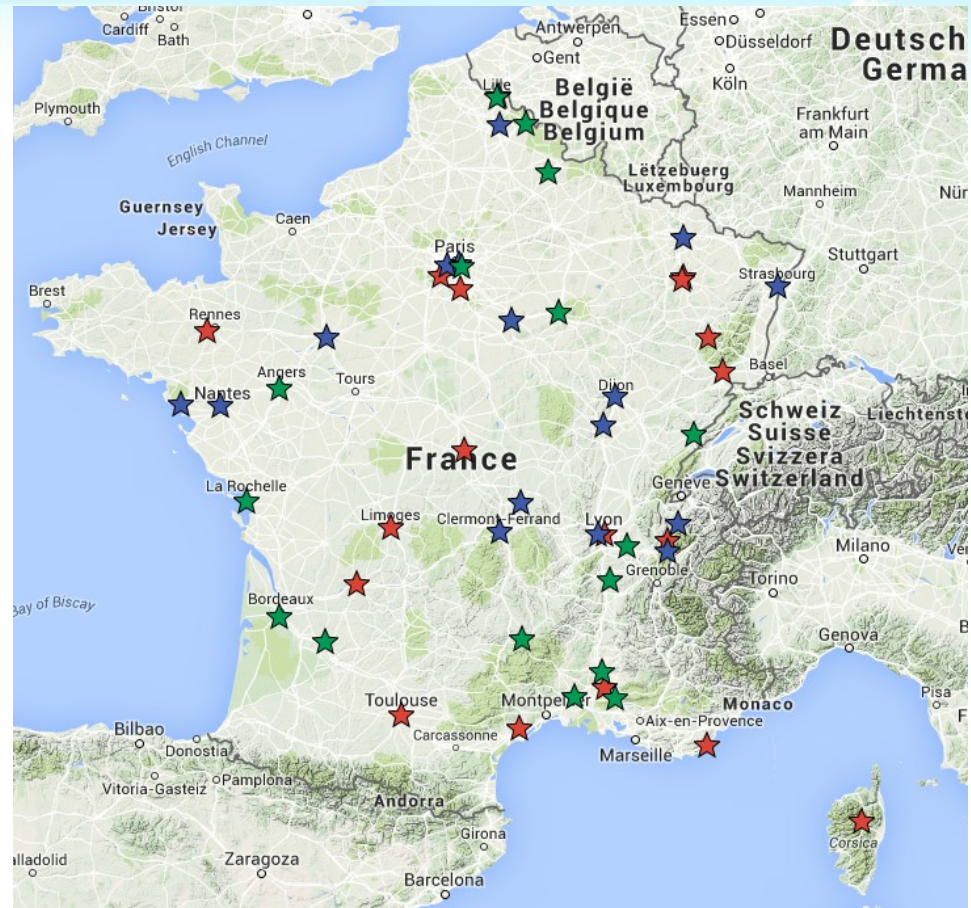 Bristol
Cardiff
Bath
Plymouth
English Channel
Guernsey
Jersey
Caen
Brest
Rennes
Antwerpen
Gent
Lille
België
Belgique
Belgium
Essen
Düsseldorf
Köln
Deutsch
Germa
Frankfurt
am Main
Lëtzebuerg
Luxembourg
Mannheim
Nür
Stuttgart
Strasbourg
Paris
Angers
Tours
Nantes
Dijon
Basel
Schweiz
Suisse
Svizzera
Switzerland
Liechtenste
France
Geneve
La Rochelle
Limoges
Clermont-Ferrand
Lyon
Grenoble
Milano
Ver
Torino
Bay of Biscay
Bordeaux
Genova
B
Toulouse
Montpellier
Carcassonne
Aix-en-Provence
Marseille
Monaco
Pisa
F
Bilbao
Donostia
Vitoria-Gasteiz
Pamplona
Andorra
Girona
alladolid
Zaragoza
Barcelona
Corsica